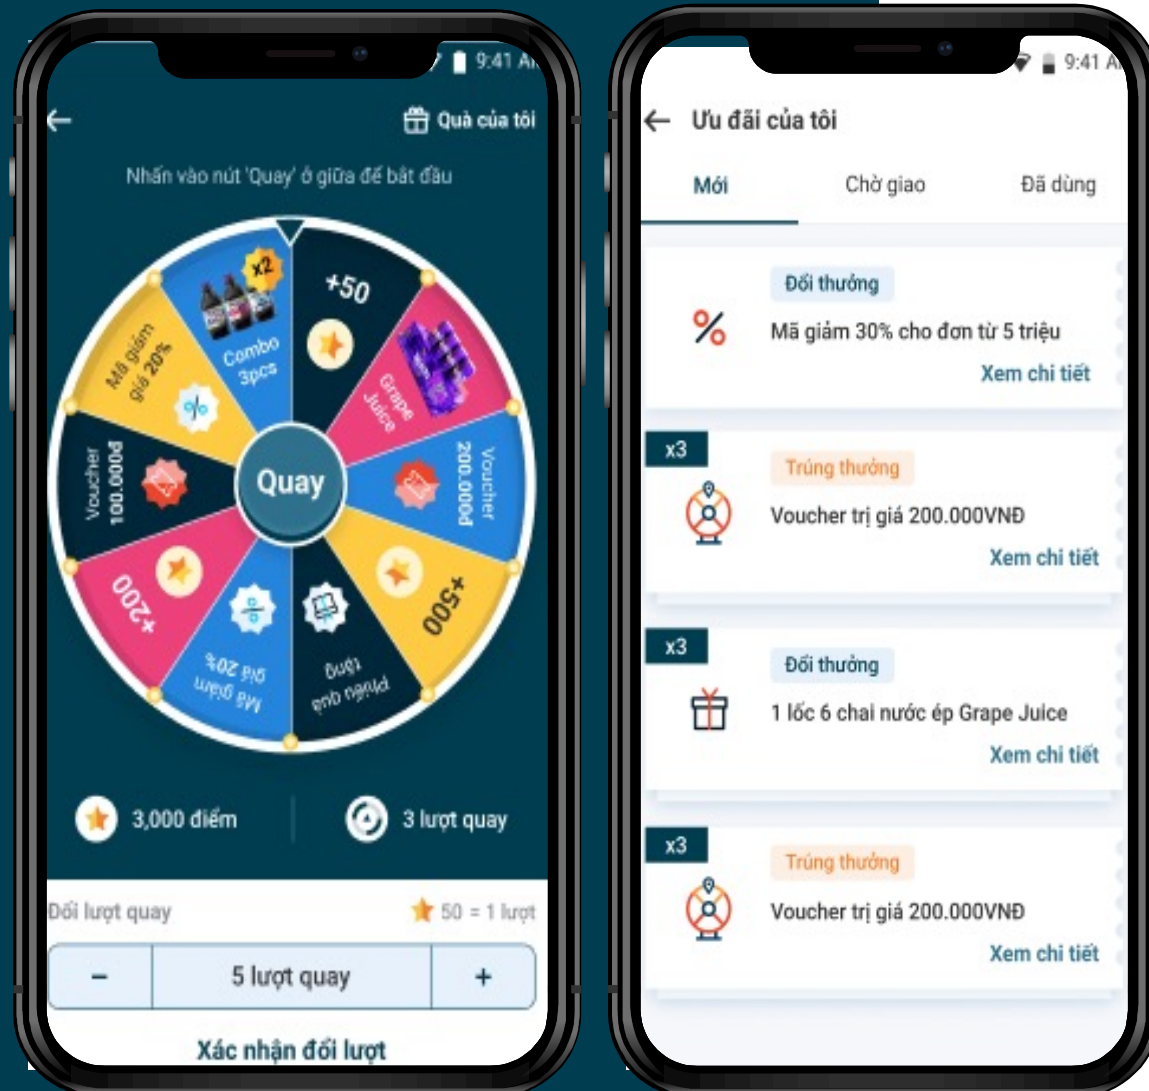 9:41
Quà của tôi
Nhấn vào nút 'Quay' ở giữa để bắt đầu
x2
Combo
3pcs
+50
Grape
Juice
Voucher
200.000đ
+500
Phiếu quà
tặng
Mã giảm
giá 20%
+200
Voucher
100.000đ
Mã giảm
giá 20%
Quay
3,000 điểm
3 lượt quay
Đổi lượt quay
50 = 1 lượt
-
5 lượt quay
+
Xác nhận đổi lượt
9:41
Ưu đãi của tôi
Mới
Chờ giao
Đã dùng
Đổi thưởng
Mã giảm 30% cho đơn từ 5 triệu
Xem chi tiết
x3
Trúng thưởng
Voucher trị giá 200.000VNĐ
Xem chi tiết
x3
Đổi thưởng
1 lốc 6 chai nước ép Grape Juice
Xem chi tiết
x3
Trúng thưởng
Voucher trị giá 200.000VNĐ
Xem chi tiết